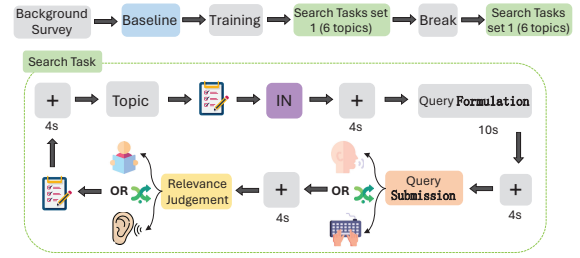 Background
Survey
Baseline
Training
Search Tasks set
1 (6 topics)
Break
Search Tasks
set 1 (6 topics)
Search Task
+
4s
Topic
IN
+
4s
Query Formulation
10s
+
4s
Query
Submission
OR
+
4s
Relevance
Judgement
OR